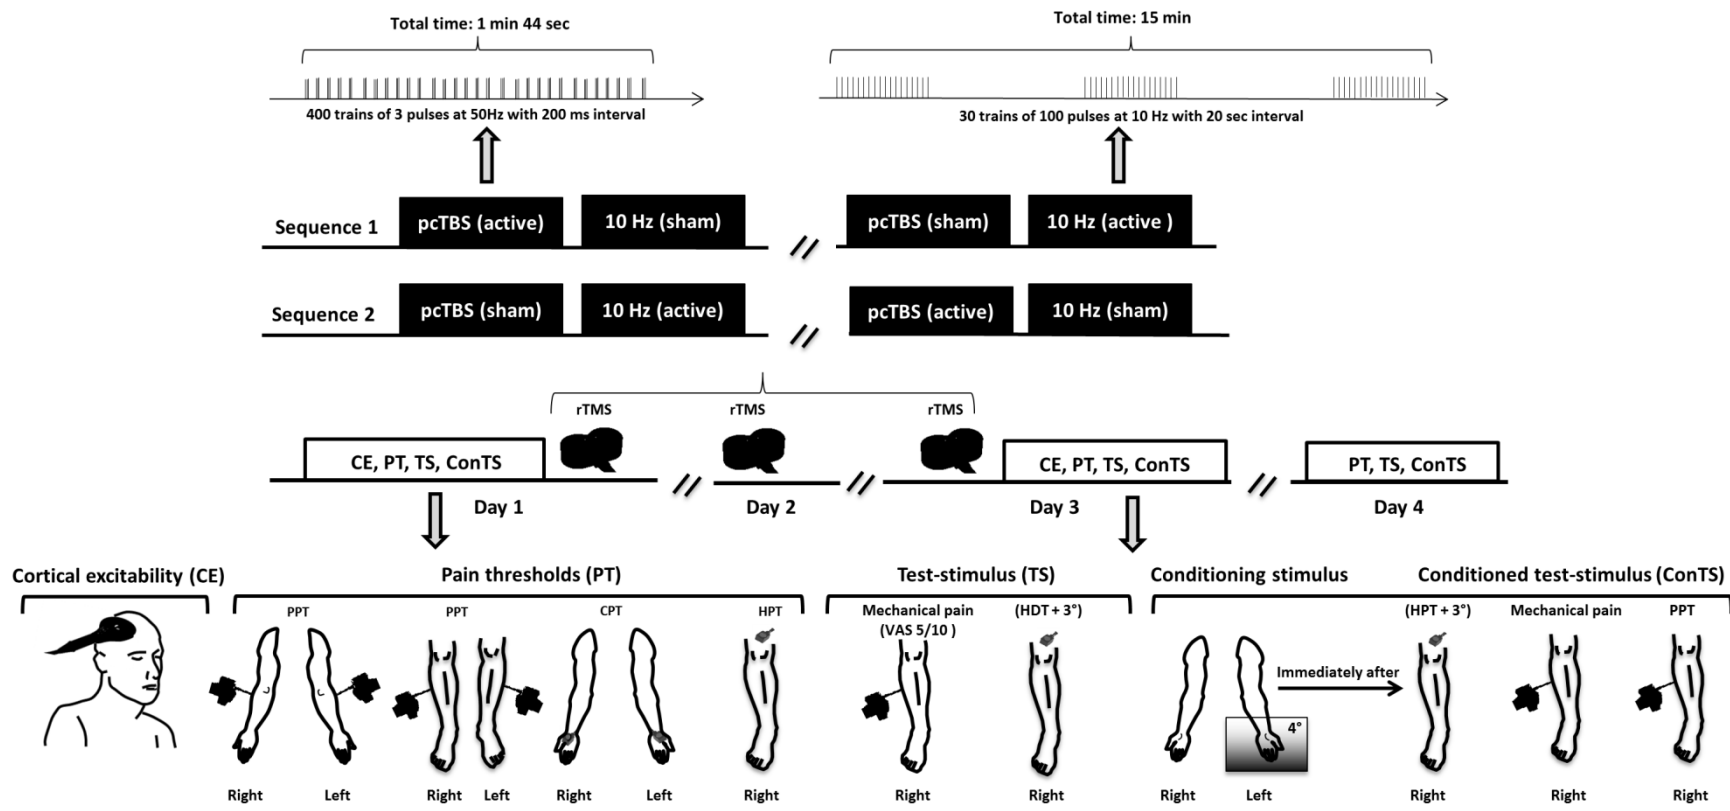 Total time: 1 min 44 sec
Total time: 15 min
400 trains of 3 pulses at 50Hz with 200 ms interval
30 trains of 100 pulses at 10 Hz with 20 sec interval
Sequence 1
pcTBS (active)
10 Hz (sham)
pcTBS (sham)
10 Hz (active )
Sequence 2
pcTBS (sham)
10 Hz (active)
pcTBS (active)
10 Hz (sham)
rTMS
rTMS
rTMS
CE, PT, TS, ConTS
CE, PT, TS, ConTS
PT, TS, ConTS
Day 1
Day 2
Day 3
Day 4
Cortical excitability (CE)
Pain thresholds (PT)
Test-stimulus (TS)
Conditioning stimulus
Conditioned test-stimulus (ConTS)
PPT
PPT
CPT
HPT
Mechanical pain
(VAS 5/10 )
(HDT + 3°)
(HPT + 3°)
Mechanical pain
PPT
Immediately after
4°
Right
Left
Right
Left
Right
Left
Right
Right
Right
Right
Left
Right
Right
Right